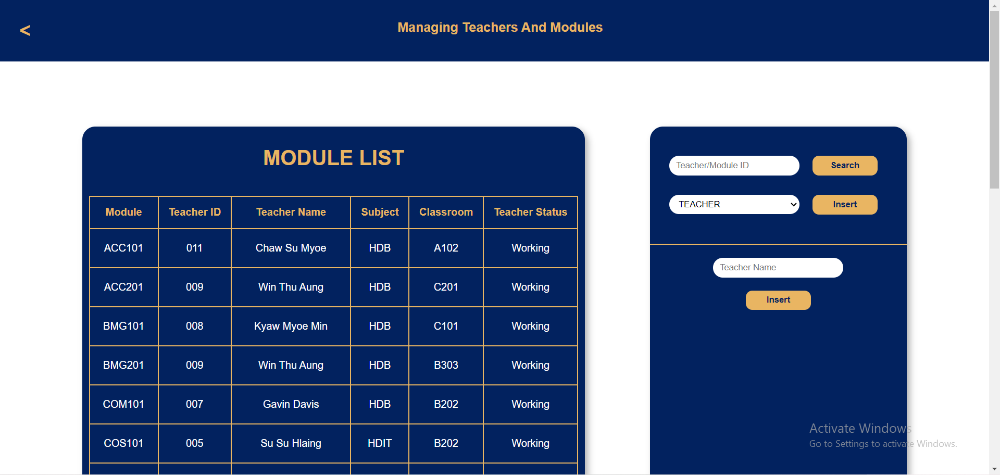 <
Managing Teachers And Modules
MODULE LIST
Module Teacher ID Teacher Name Subject Classroom Teacher Status
ACC101 011 Chaw Su Myoe HDB A102 Working
ACC201 009 Win Thu Aung HDB C201 Working
BMG101 008 Kyaw Myoe Min HDB C101 Working
BMG201 009 Win Thu Aung HDB B303 Working
COM101 007 Gavin Davis HDB B202 Working
COS101 005 Su Su Hlaing HDIT B202 Working
Teacher/Module ID Search
TEACHER Insert
Teacher Name
Insert
Activate Windows
Go to Settings to activate Windows.